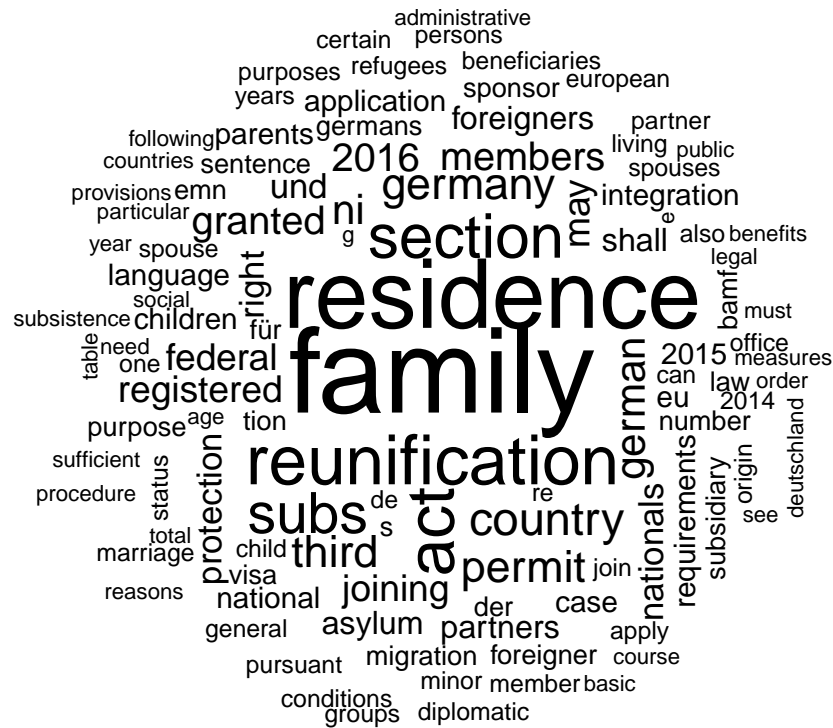 administrative
certain persons
purposes refugees beneficiaries
years application sponsor european
following parents germans foreigners partner
countries sentence 2016 members living public
provisions emn und germany may spouses
particular granted ni integration
year spouse g section shall e also benefits
language right residence legal
social bamf must
subsistence children für
table need one federal family german 2015 office measures
registered can law order
purpose age tion eu 2014
number
sufficient protection reunification requirements origin deutschland
procedure status subs de act re country nationals subsidiary see
total s
marriage child third permit join
reasons visa national joining der case
general asylum partners apply
pursuant migration foreigner course
conditions minor member basic
groups diplomatic